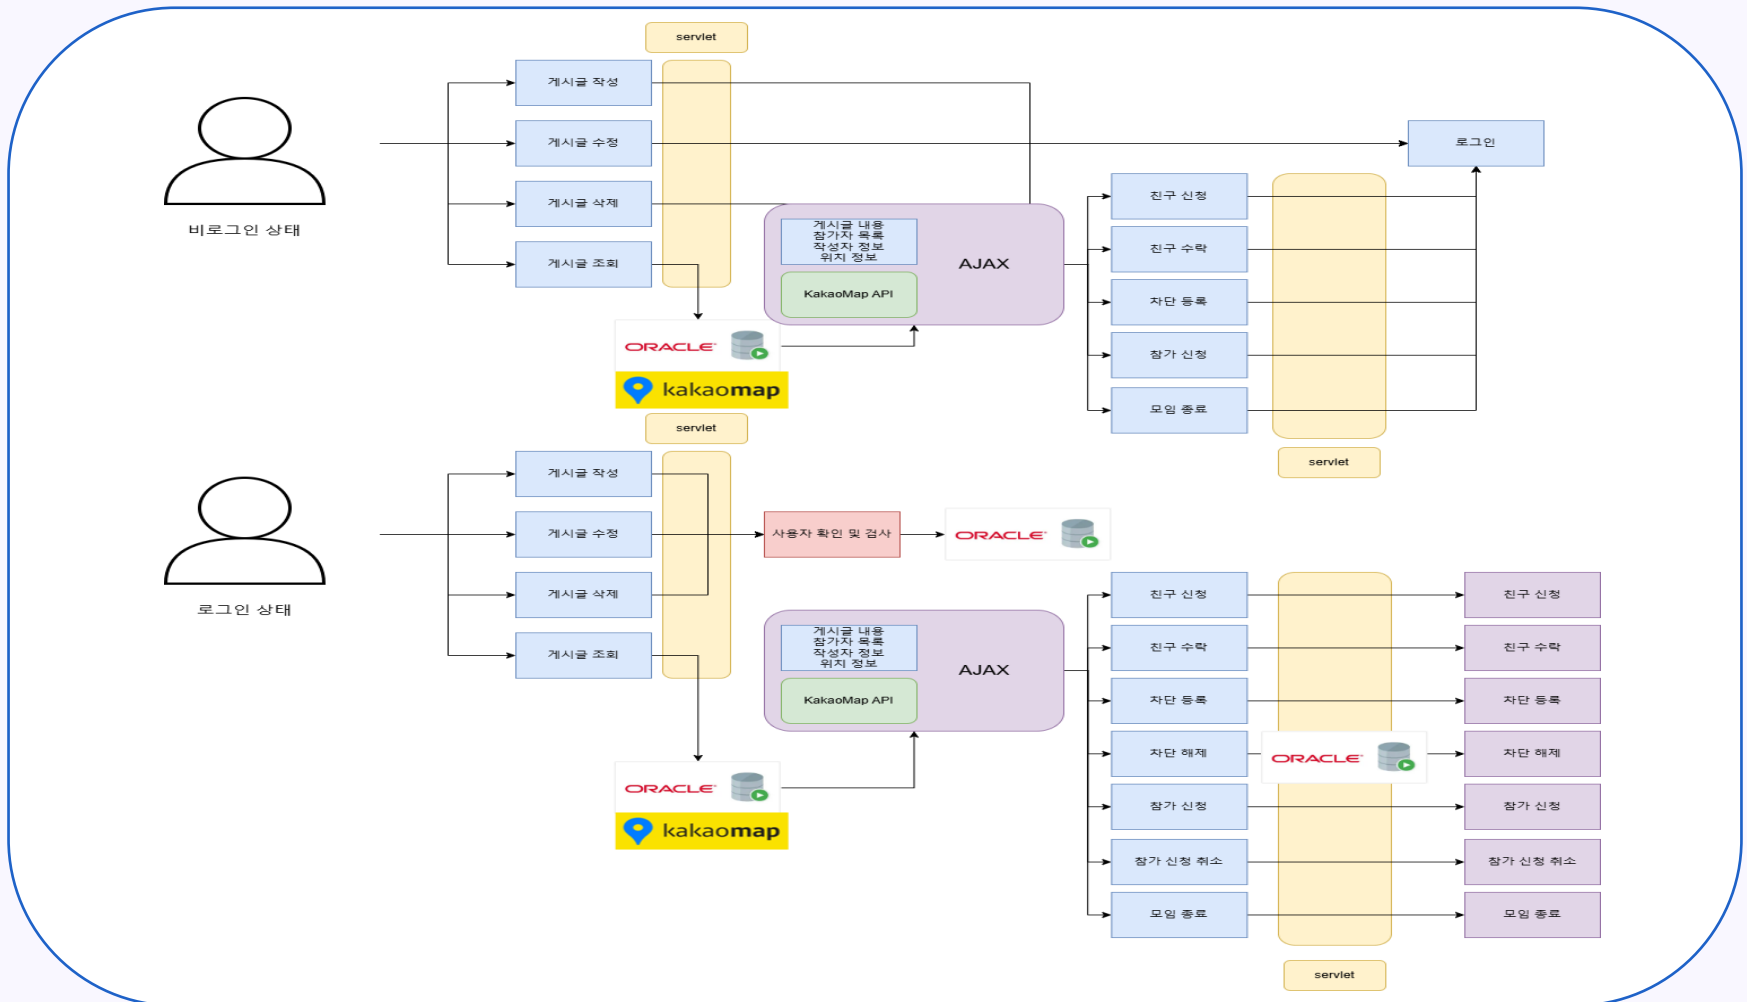 servlet
게시글 작성
게시글 수정
로그인
친구 신청
게시글 삭제
비로그인 상태
게시글 내용
참가자 목록
작성자 정보
위치 정보
친구 수락
게시글 조회
AJAX
KakaoMap API
차단 등록
ORACLE
참가 신청
kakaomap
모임 종료
servlet
servlet
게시글 작성
게시글 수정
사용자 확인 및 검사
ORACLE
게시글 삭제
로그인 상태
친구 신청
친구 신청
게시글 내용
참가자 목록
작성자 정보
위치 정보
친구 수락
친구 수락
게시글 조회
AJAX
KakaoMap API
차단 등록
차단 등록
차단 해제
ORACLE
차단 해제
ORACLE
참가 신청
참가 신청
kakaomap
참가 신청 취소
참가 신청 취소
모임 종료
모임 종료
servlet